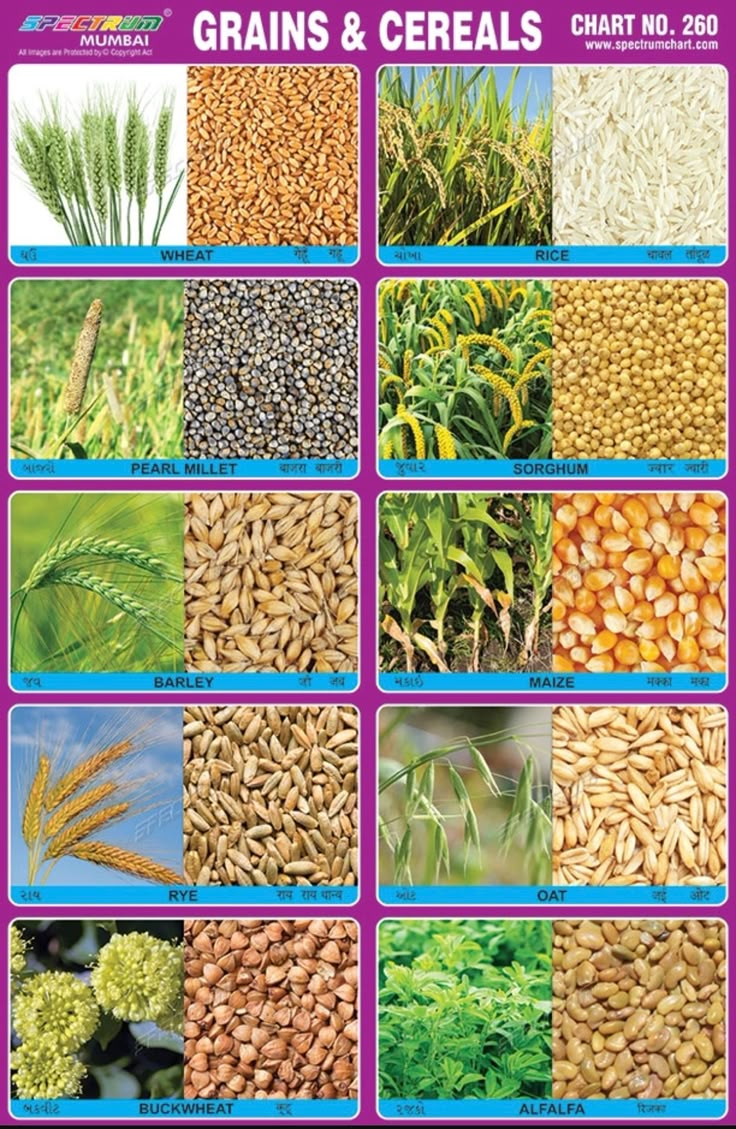 SPECTRUM
MUMBAI
All Images are Protected by © Copyright Act
GRAINS & CEREALS
CHART NO. 260
www.spectrumchart.com
ઘઉં WHEAT गेहूँ गहू
ચોખા RICE चावल तांदूळ
બાજરો PEARL MILLET बाजरा बाजरी
જુવાર SORGHUM ज्वार ज्वारी
જવ BARLEY जौ जव
મકાઇ MAIZE मक्का मका
રાય RYE राय राय धान्य
ઓટ OAT जई ओट
બકવીટ BUCKWHEAT कुटू
રજકો ALFALFA रिजका